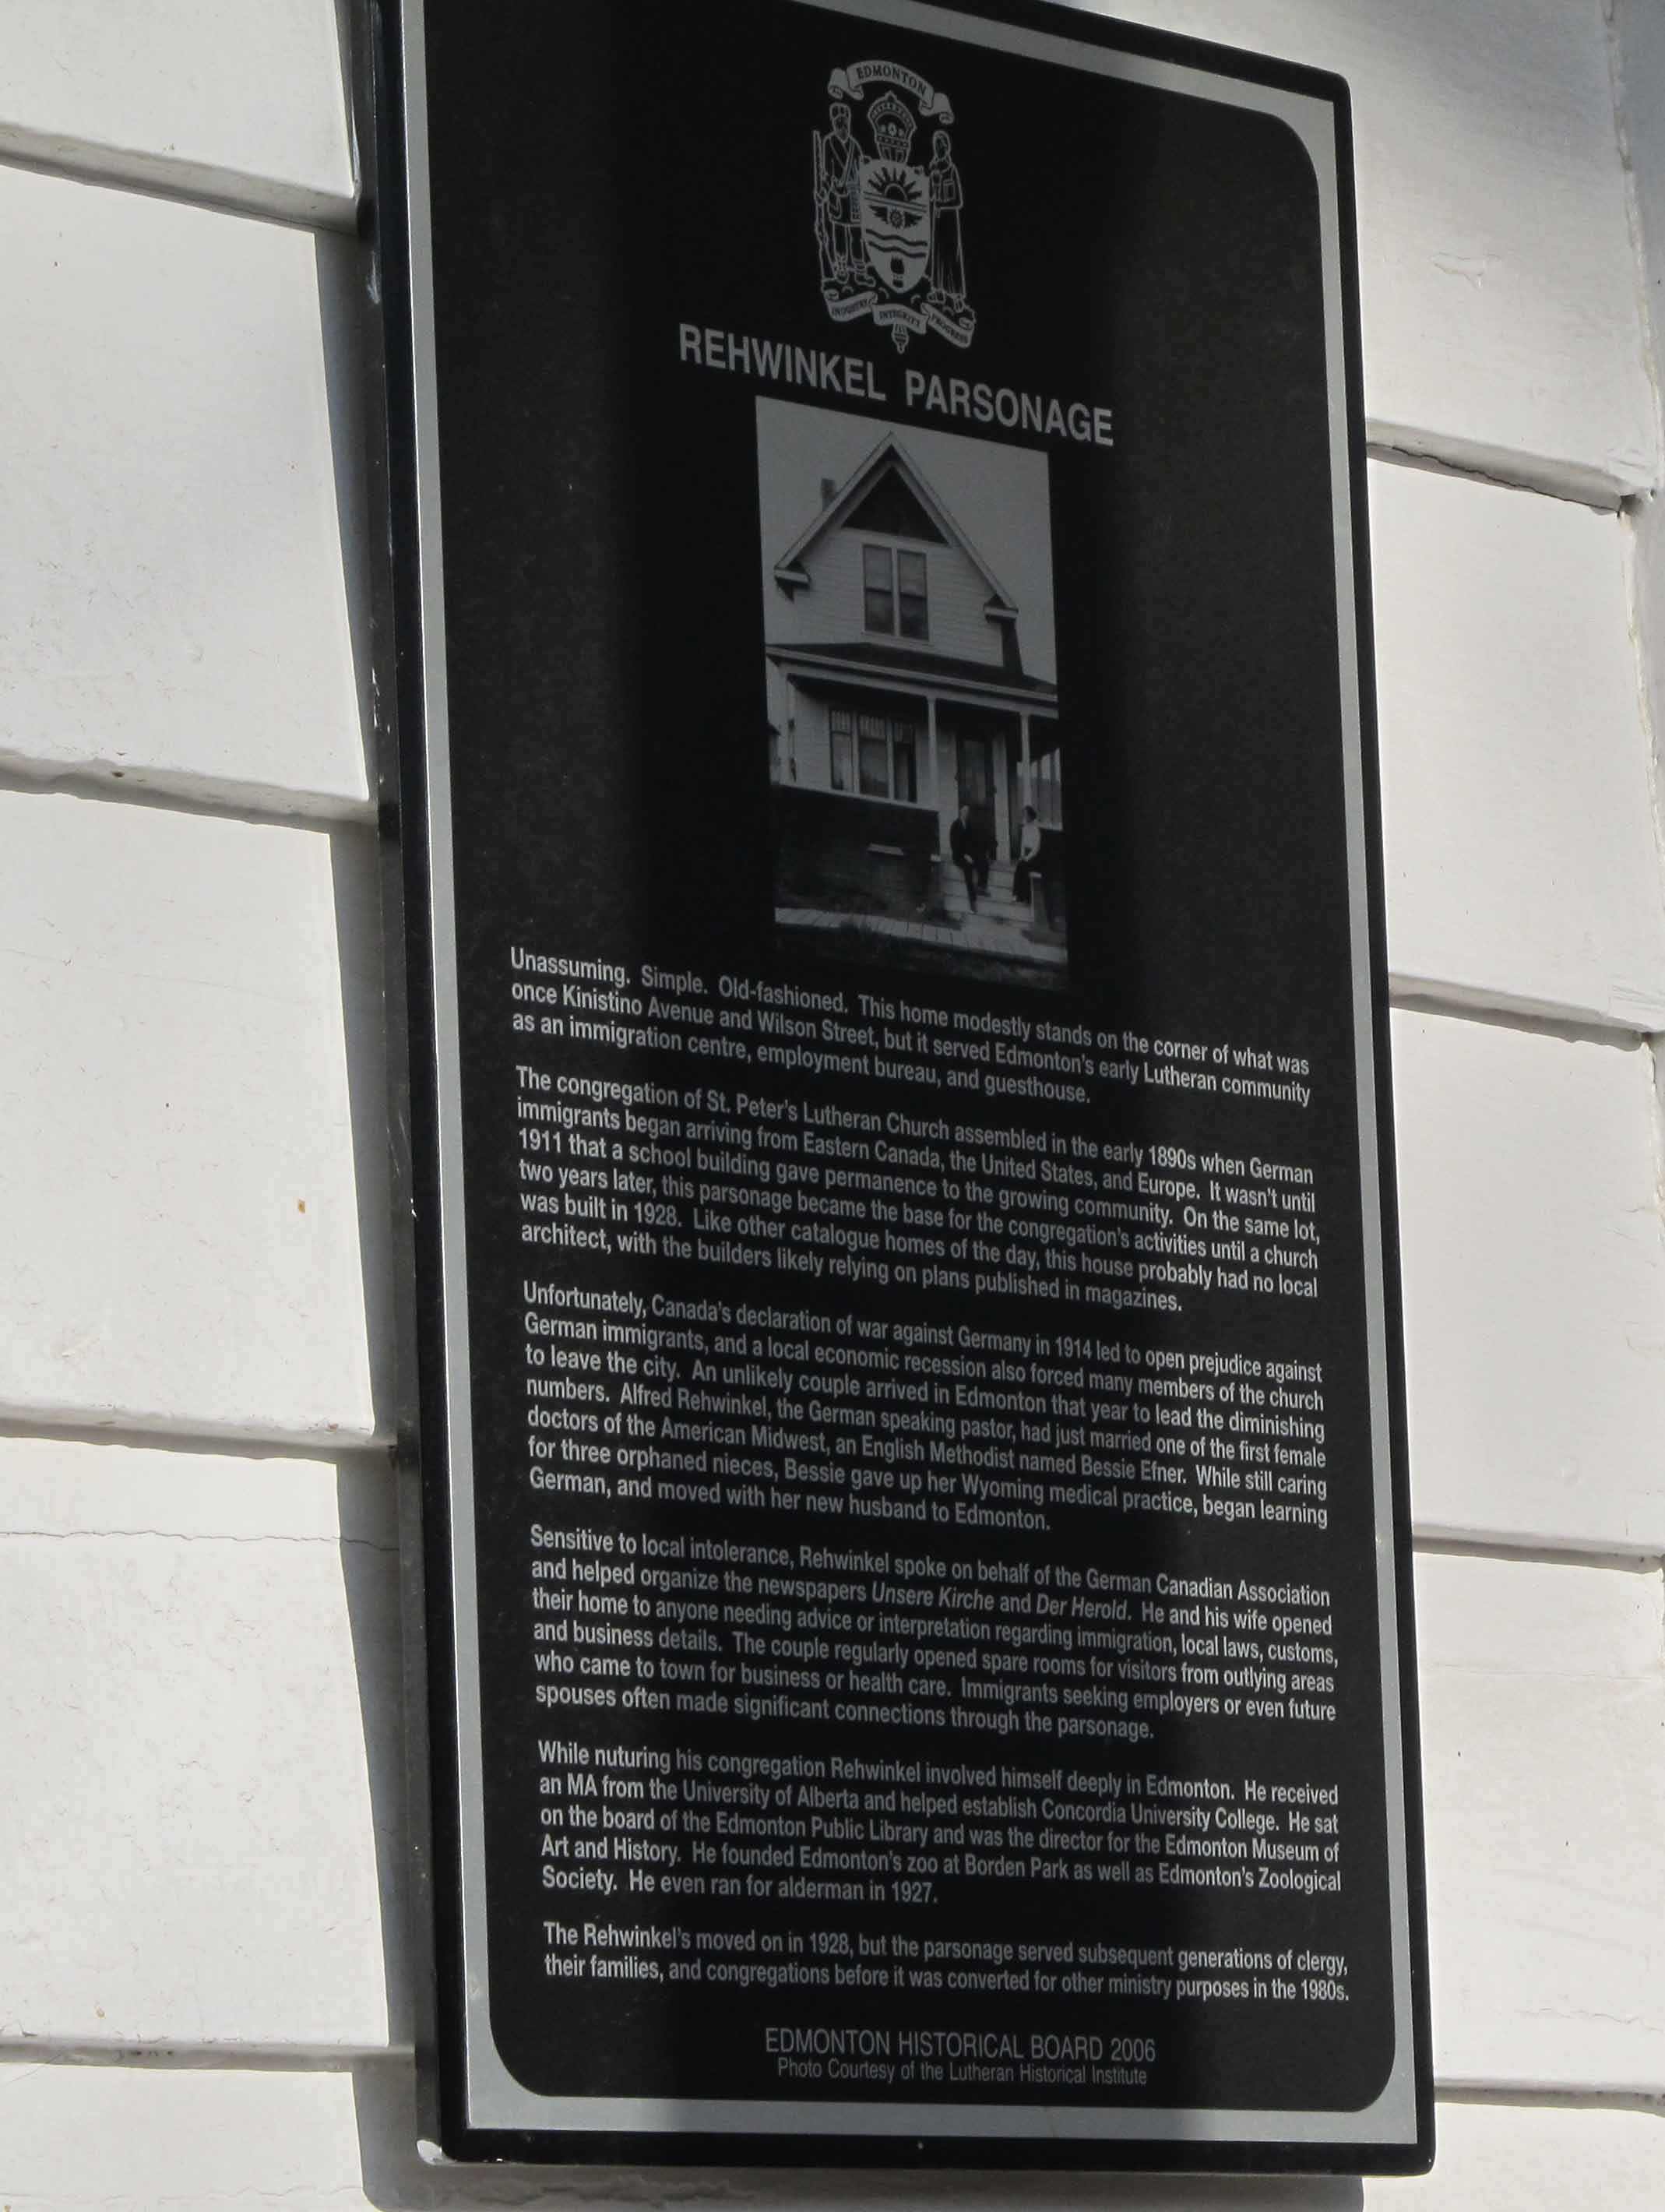 EDMONTON
INDUSTRY INTEGRITY PROGRESS
REHWINKEL PARSONAGE
Unassuming. Simple. Old-fashioned. This home modestly stands on the corner of what was
once Kinistino Avenue and Wilson Street, but it served Edmonton's early Lutheran community
as an immigration centre, employment bureau, and guesthouse.
The congregation of St. Peter's Lutheran Church assembled in the early 1890s when German
immigrants began arriving from Eastern Canada, the United States, and Europe. It wasn't until
1911 that a school building gave permanence to the growing community. On the same lot,
two years later, this parsonage became the base for the congregation's activities until a church
was built in 1928. Like other catalogue homes of the day, this house probably had no local
architect, with the builders likely relying on plans published in magazines.
Unfortunately, Canada's declaration of war against Germany in 1914 led to open prejudice against
German immigrants, and a local economic recession also forced many members of the church
to leave the city. An unlikely couple arrived in Edmonton that year to lead the diminishing
numbers. Alfred Rehwinkel, the German speaking pastor, had just married one of the first female
doctors of the American Midwest, an English Methodist named Bessie Efner. While still caring
for three orphaned nieces, Bessie gave up her Wyoming medical practice, began learning
German, and moved with her new husband to Edmonton.
Sensitive to local intolerance, Rehwinkel spoke on behalf of the German Canadian Association
and helped organize the newspapers Unsere Kirche and Der Herold. He and his wife opened
their home to anyone needing advice or interpretation regarding immigration, local laws, customs,
and business details. The couple regularly opened spare rooms for visitors from outlying areas
who came to town for business or health care. Immigrants seeking employers or even future
spouses often made significant connections through the parsonage.
While nuturing his congregation Rehwinkel involved himself deeply in Edmonton. He received
an MA from the University of Alberta and helped establish Concordia University College. He sat
on the board of the Edmonton Public Library and was the director for the Edmonton Museum of
Art and History. He founded Edmonton's zoo at Borden Park as well as Edmonton's Zoological
Society. He even ran for alderman in 1927.
The Rehwinkel's moved on in 1928, but the parsonage served subsequent generations of clergy,
their families, and congregations before it was converted for other ministry purposes in the 1980s.
EDMONTON HISTORICAL BOARD 2006
Photo Courtesy of the Lutheran Historical Institute